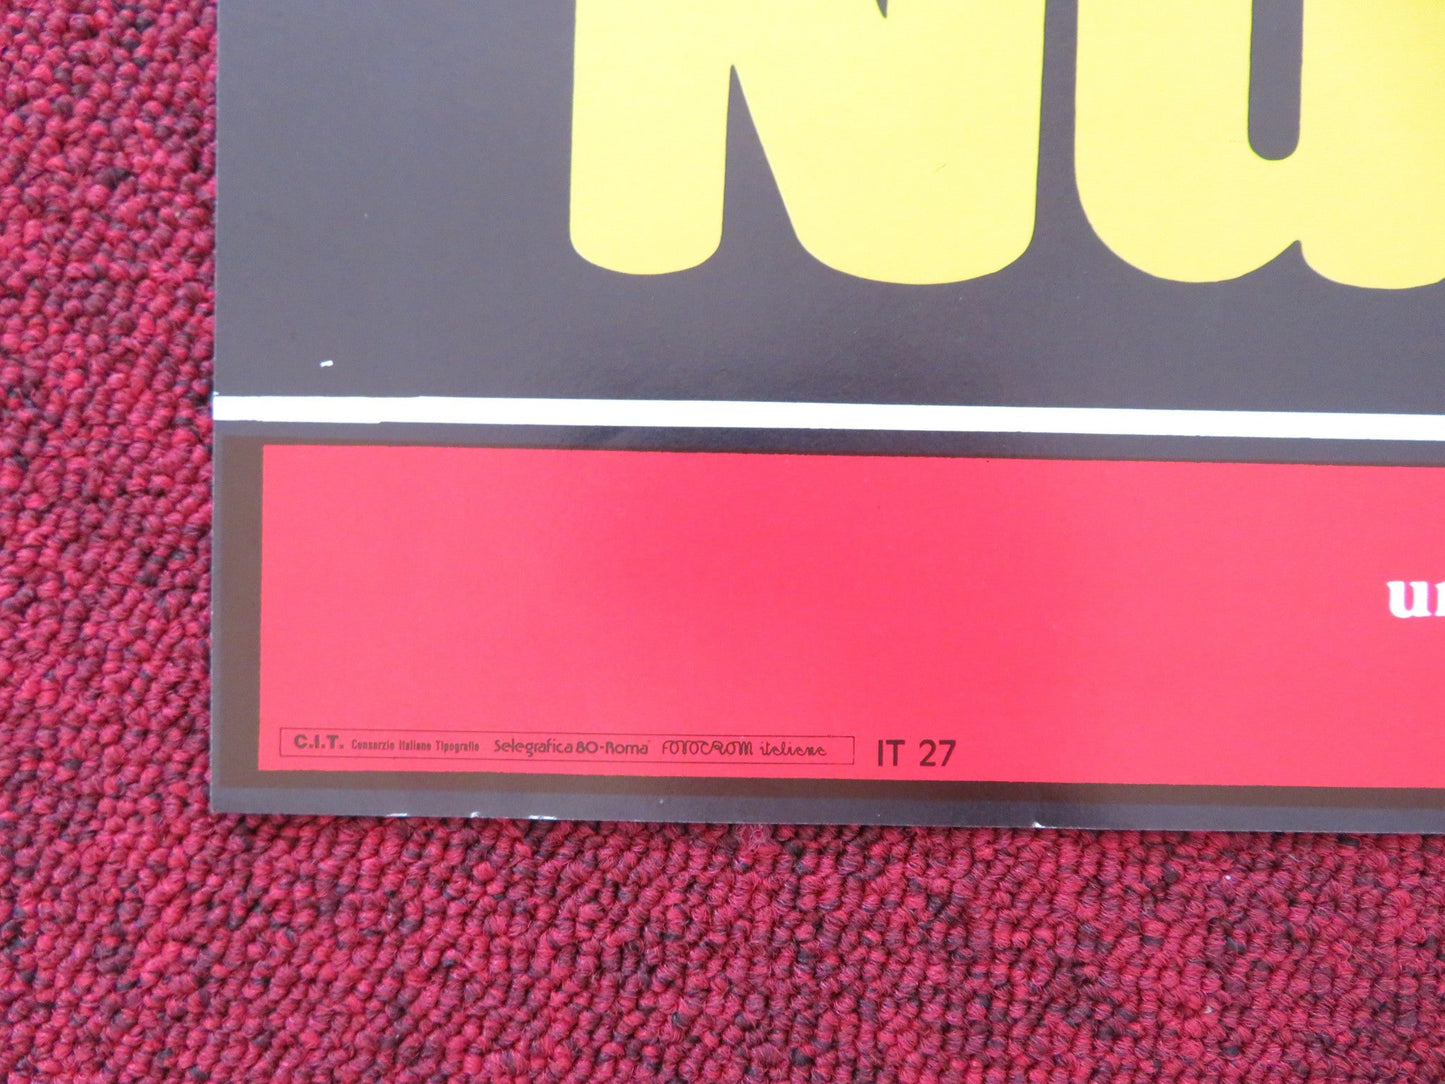 Nu
un
C.I.T. Consorzio Italiano Tipografie Selegrafica 80-Roma FOTOCROM italiana IT 27